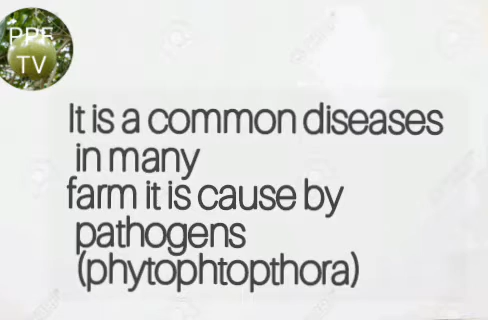 PPF
TV
It is a common diseases
in many
farm it is cause by
pathogens
(phytophtopthora)